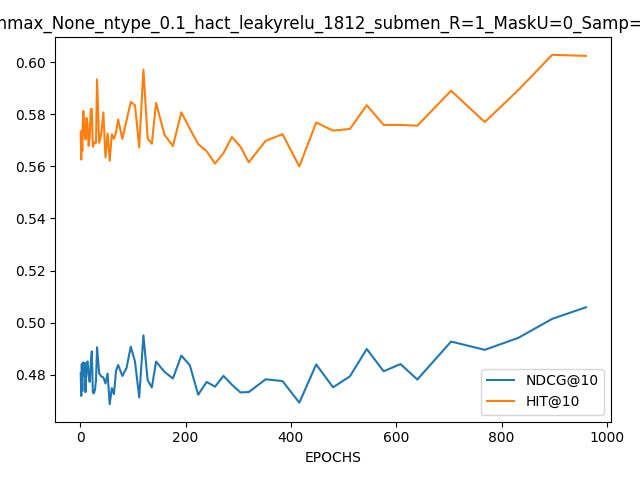 nmax_None_ntype_0.1_hact_leakyrelu_1812_submen_R=1_MaskU=0_Samp=
0.60
0.58
0.56
0.54
0.52
0.50
0.48
NDCG@10
HIT@10
0 200 400 600 800 1000
EPOCHS